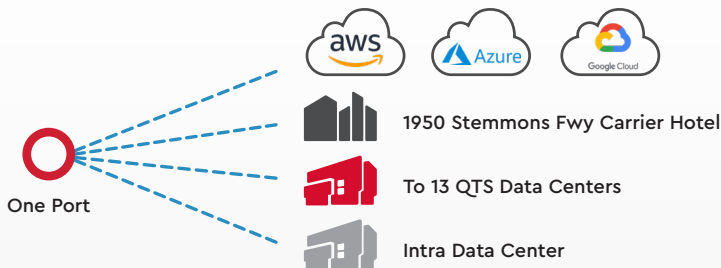 aws
Azure
Google Cloud
1950 Stemmons Fwy Carrier Hotel
One Port
To 13 QTS Data Centers
Intra Data Center